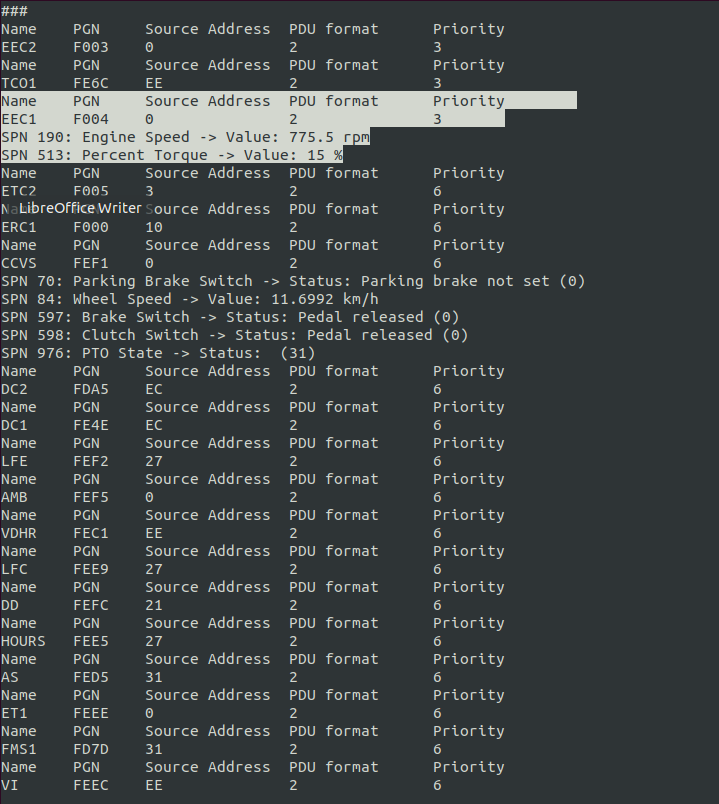 ###
Name PGN Source Address PDU format Priority
EEC2 F003 0 2 3
Name PGN Source Address PDU format Priority
TCO1 FE6C EE 2 3
Name PGN Source Address PDU format Priority
EEC1 F004 0 2 3
SPN 190: Engine Speed -> Value: 775.5 rpm
SPN 513: Percent Torque -> Value: 15 %
Name PGN Source Address PDU format Priority
ETC2 F005 3 2 6
LibreOffice Writer
Source Address PDU format Priority
ERC1 F000 10 2 6
Name PGN Source Address PDU format Priority
CCVS FEF1 0 2 6
SPN 70: Parking Brake Switch -> Status: Parking brake not set (0)
SPN 84: Wheel Speed -> Value: 11.6992 km/h
SPN 597: Brake Switch -> Status: Pedal released (0)
SPN 598: Clutch Switch -> Status: Pedal released (0)
SPN 976: PTO State -> Status:  (31)
Name PGN Source Address PDU format Priority
DC2 FDA5 EC 2 6
Name PGN Source Address PDU format Priority
DC1 FE4E EC 2 6
Name PGN Source Address PDU format Priority
LFE FEF2 27 2 6
Name PGN Source Address PDU format Priority
AMB FEF5 0 2 6
Name PGN Source Address PDU format Priority
VDHR FEC1 EE 2 6
Name PGN Source Address PDU format Priority
LFC FEE9 27 2 6
Name PGN Source Address PDU format Priority
DD FEFC 21 2 6
Name PGN Source Address PDU format Priority
HOURS FEE5 27 2 6
Name PGN Source Address PDU format Priority
AS FED5 31 2 6
Name PGN Source Address PDU format Priority
ET1 FEEE 0 2 6
Name PGN Source Address PDU format Priority
FMS1 FD7D 31 2 6
Name PGN Source Address PDU format Priority
VI FEEC EE 2 6